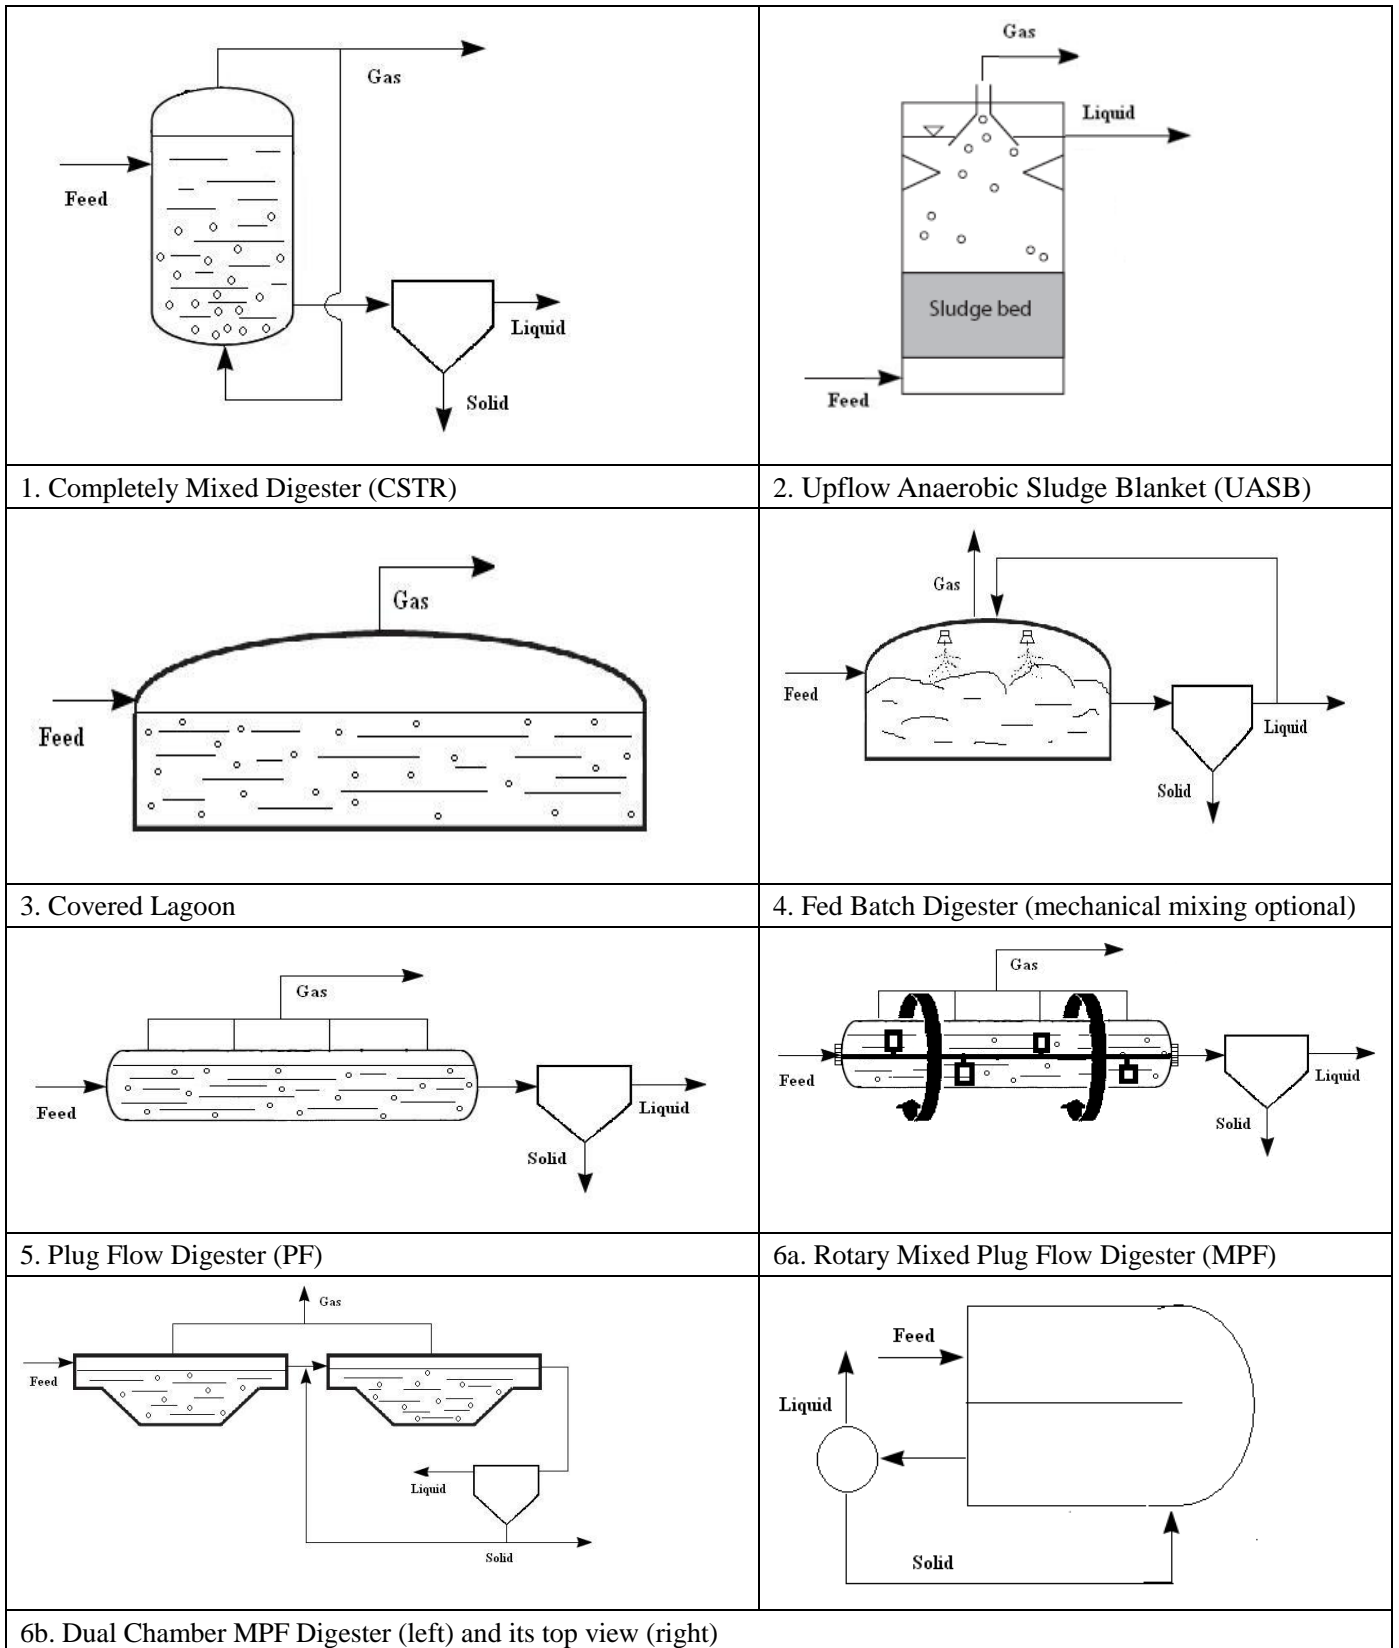 Gas
Feed
Liquid
Solid
1. Completely Mixed Digester (CSTR)
Gas
Liquid
Sludge bed
Feed
2. Upflow Anaerobic Sludge Blanket (UASB)
Gas
Feed
3. Covered Lagoon
Gas
Feed
Liquid
Solid
4. Fed Batch Digester (mechanical mixing optional)
Gas
Feed
Liquid
Solid
5. Plug Flow Digester (PF)
Gas
Feed
Liquid
Solid
6a. Rotary Mixed Plug Flow Digester (MPF)
Gas
Feed
Liquid
Solid
Feed
Liquid
Solid
6b. Dual Chamber MPF Digester (left) and its top view (right)